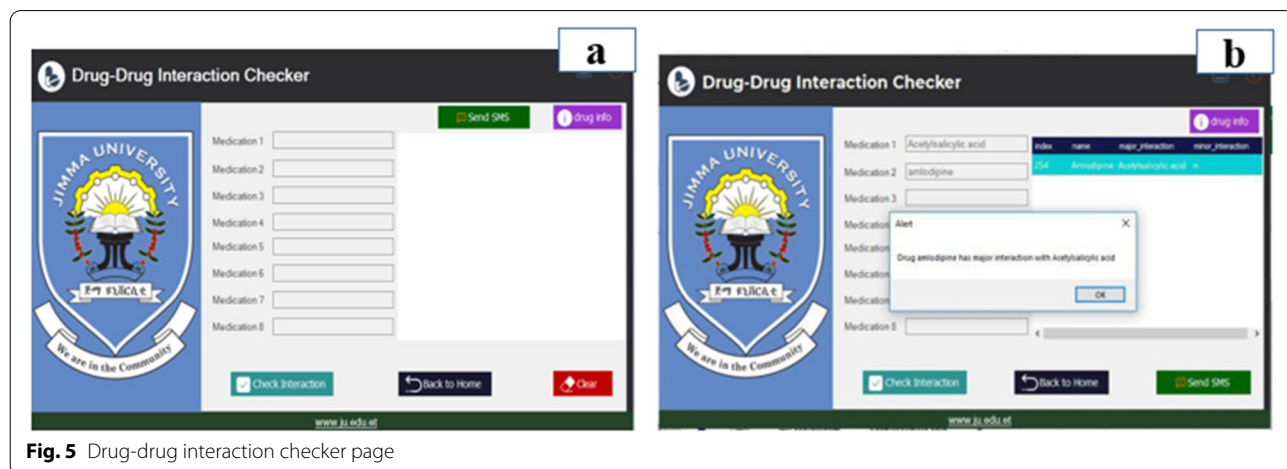 a
Drug-Drug Interaction Checker
Send SMS
drug info
JIMMA UNIVERSITY
We are in the Community
Medication 1
Medication 2
Medication 3
Medication 4
Medication 5
Medication 6
Medication 7
Medication 8
Check Interaction
Back to Home
Clear
www.ju.edu.et
b
Drug-Drug Interaction Checker
drug info
JIMMA UNIVERSITY
We are in the Community
Medication 1 Acetylsalicylic acid
Medication 2 amlodipine
Medication 3
Medication
Medication
Medication
Medication
Medication 8
index name major_interaction minor_interaction
254 Amlodipine Acetylsalicylic acid
Alert
Drug amlodipine has major interaction with Acetylsalicylic acid
OK
Check Interaction
Back to Home
Send SMS
www.ju.edu.et
Fig. 5 Drug-drug interaction checker page